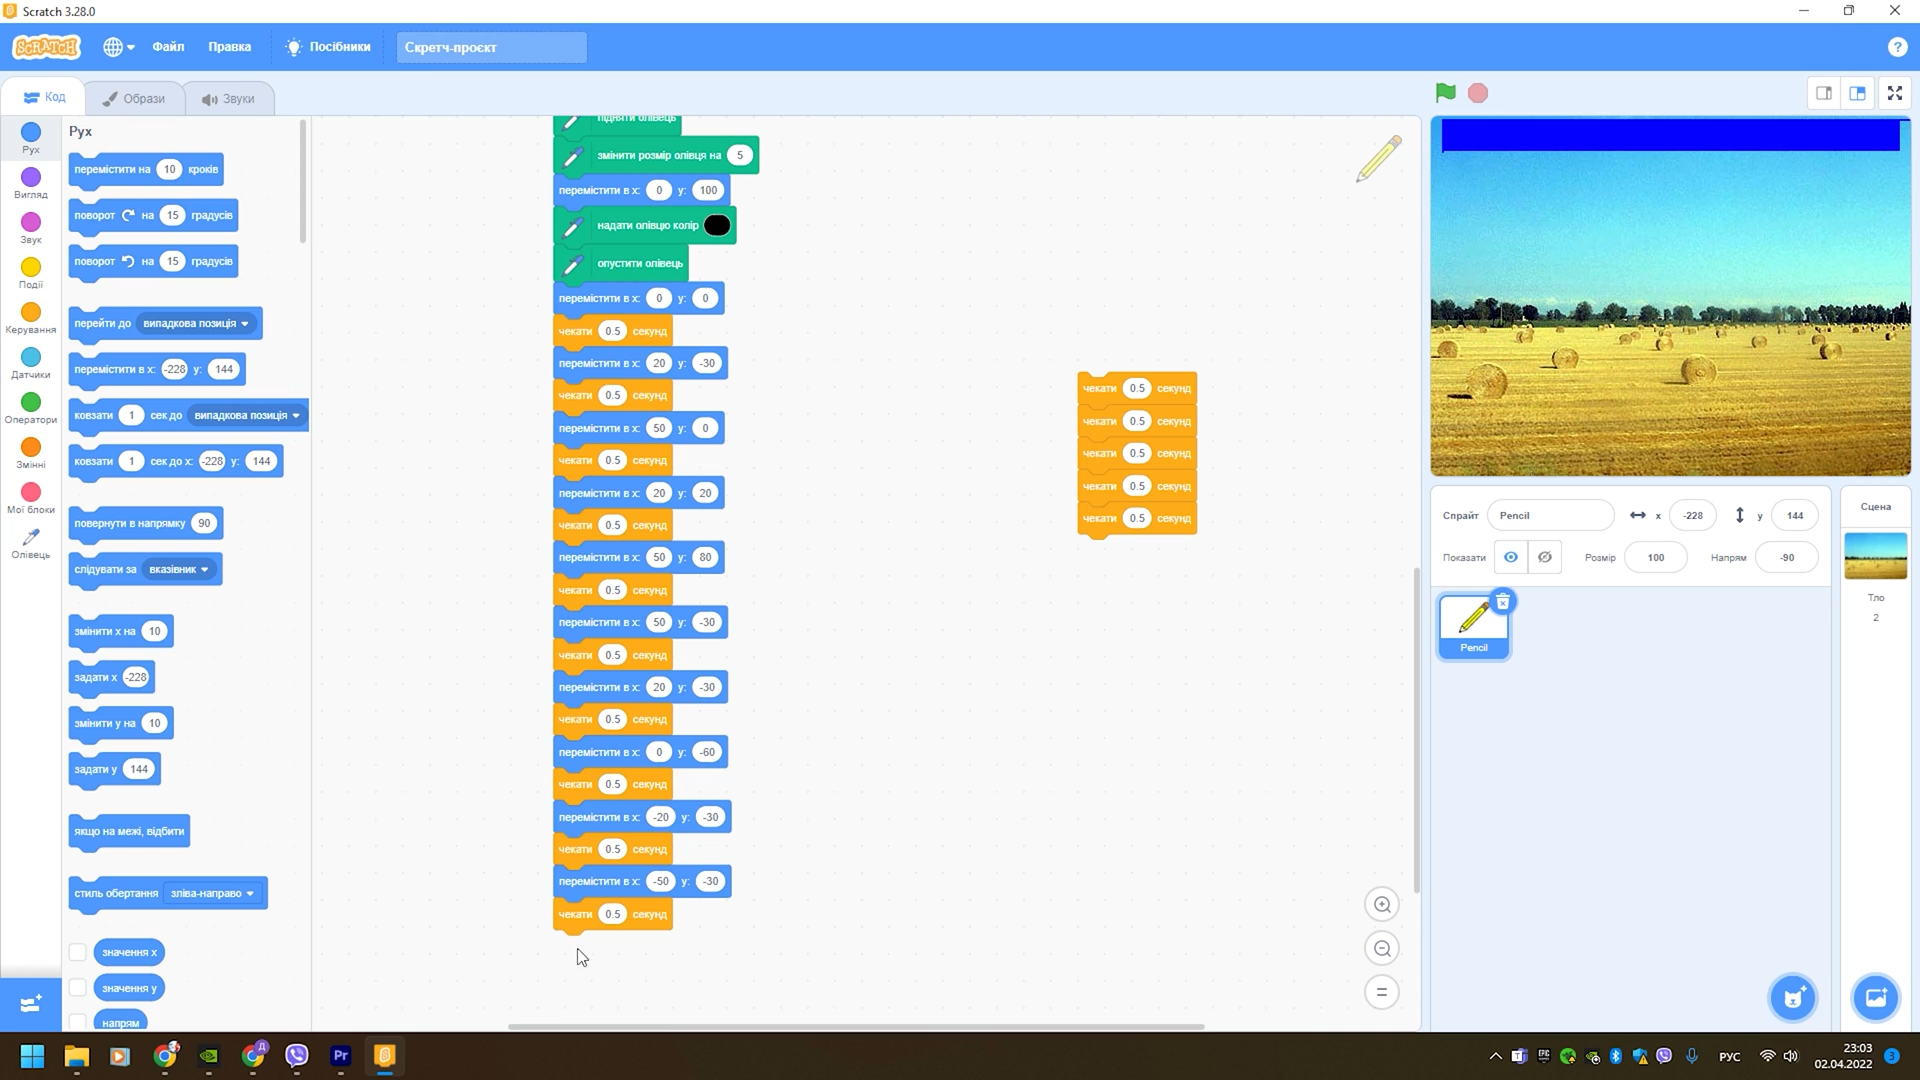 Scratch 3.28.0
SCRATCH
Файл
Правка
Посібники
Скретч-проєкт
Код
Образи
Звуки
Рух
Вигляд
Звук
Події
Керування
Датчики
Оператори
Змінні
Мої блоки
Олівець
Рух
перемістити на 10 кроків
поворот на 15 градусів
поворот на 15 градусів
перейти до випадкова позиція
перемістити в x: -228 y: 144
ковзати 1 сек до випадкова позиція
ковзати 1 сек до x: -228 y: 144
повернути в напрямку 90
слідувати за вказівник
змінити x на 10
задати x -228
змінити y на 10
задати y 144
якщо на межі, відбити
стиль обертання зліва-направо
значення x
значення y
напрям
підняти олівець
змінити розмір олівця на 5
перемістити в x: 0 y: 100
надати олівцю колір
опустити олівець
перемістити в x: 0 y: 0
чекати 0.5 секунд
перемістити в x: 20 y: -30
чекати 0.5 секунд
перемістити в x: 50 y: 0
чекати 0.5 секунд
перемістити в x: 20 y: 20
чекати 0.5 секунд
перемістити в x: 50 y: 80
чекати 0.5 секунд
перемістити в x: 50 y: -30
чекати 0.5 секунд
перемістити в x: 20 y: -30
чекати 0.5 секунд
перемістити в x: 0 y: -60
чекати 0.5 секунд
перемістити в x: -20 y: -30
чекати 0.5 секунд
перемістити в x: -50 y: -30
чекати 0.5 секунд
чекати 0.5 секунд
чекати 0.5 секунд
чекати 0.5 секунд
чекати 0.5 секунд
чекати 0.5 секунд
Спрайт Pencil x -228 y 144
Показати Розмір 100 Напрям -90
Pencil
Сцена
Тло
2
Pr
РУС
23:03
02.04.2022
3